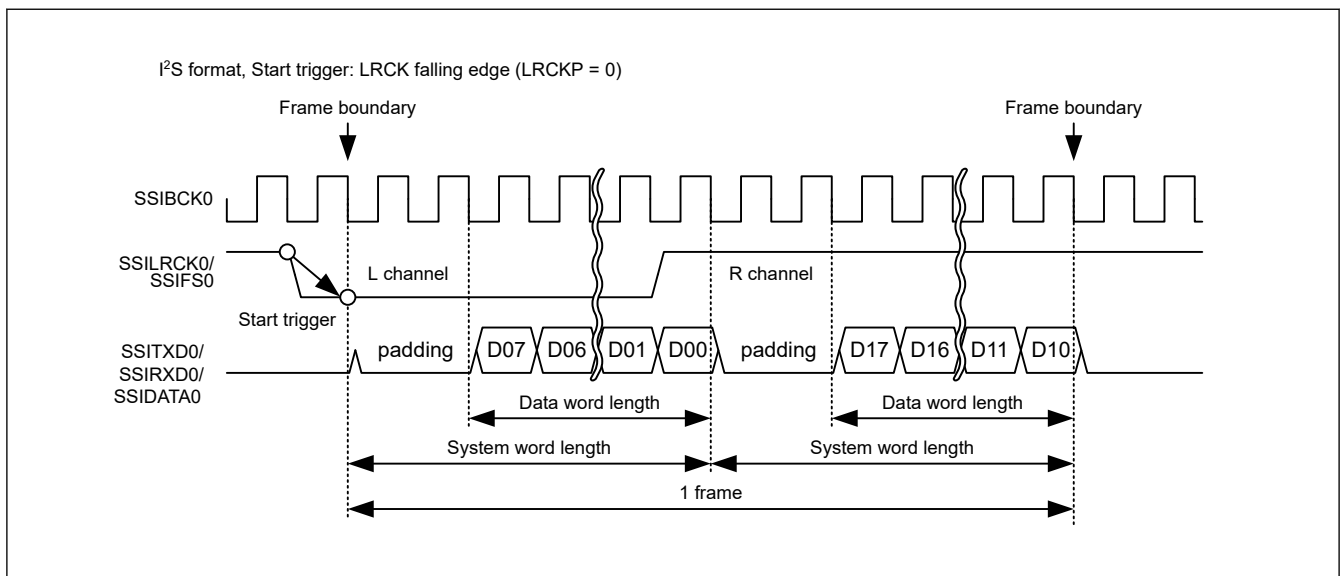 I²S format, Start trigger: LRCK falling edge (LRCKP = 0)
Frame boundary Frame boundary
SSIBCK0
SSILRCK0/
SSIFS0
L channel R channel
Start trigger
SSITXD0/
SSIRXD0/
SSIDATA0
padding D07 D06 D01 D00 padding D17 D16 D11 D10
Data word length Data word length
System word length System word length
1 frame